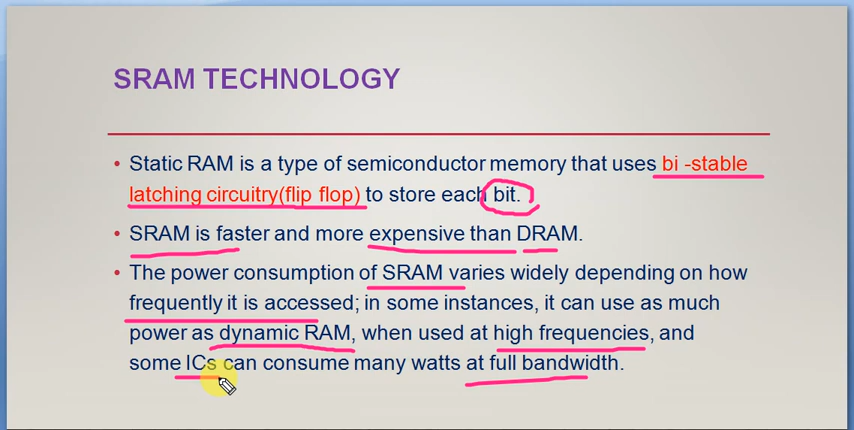 SRAM TECHNOLOGY
• Static RAM is a type of semiconductor memory that uses bi -stable
latching circuitry(flip flop) to store each bit.
• SRAM is faster and more expensive than DRAM.
• The power consumption of SRAM varies widely depending on how
frequently it is accessed; in some instances, it can use as much
power as dynamic RAM, when used at high frequencies, and
some ICs can consume many watts at full bandwidth.